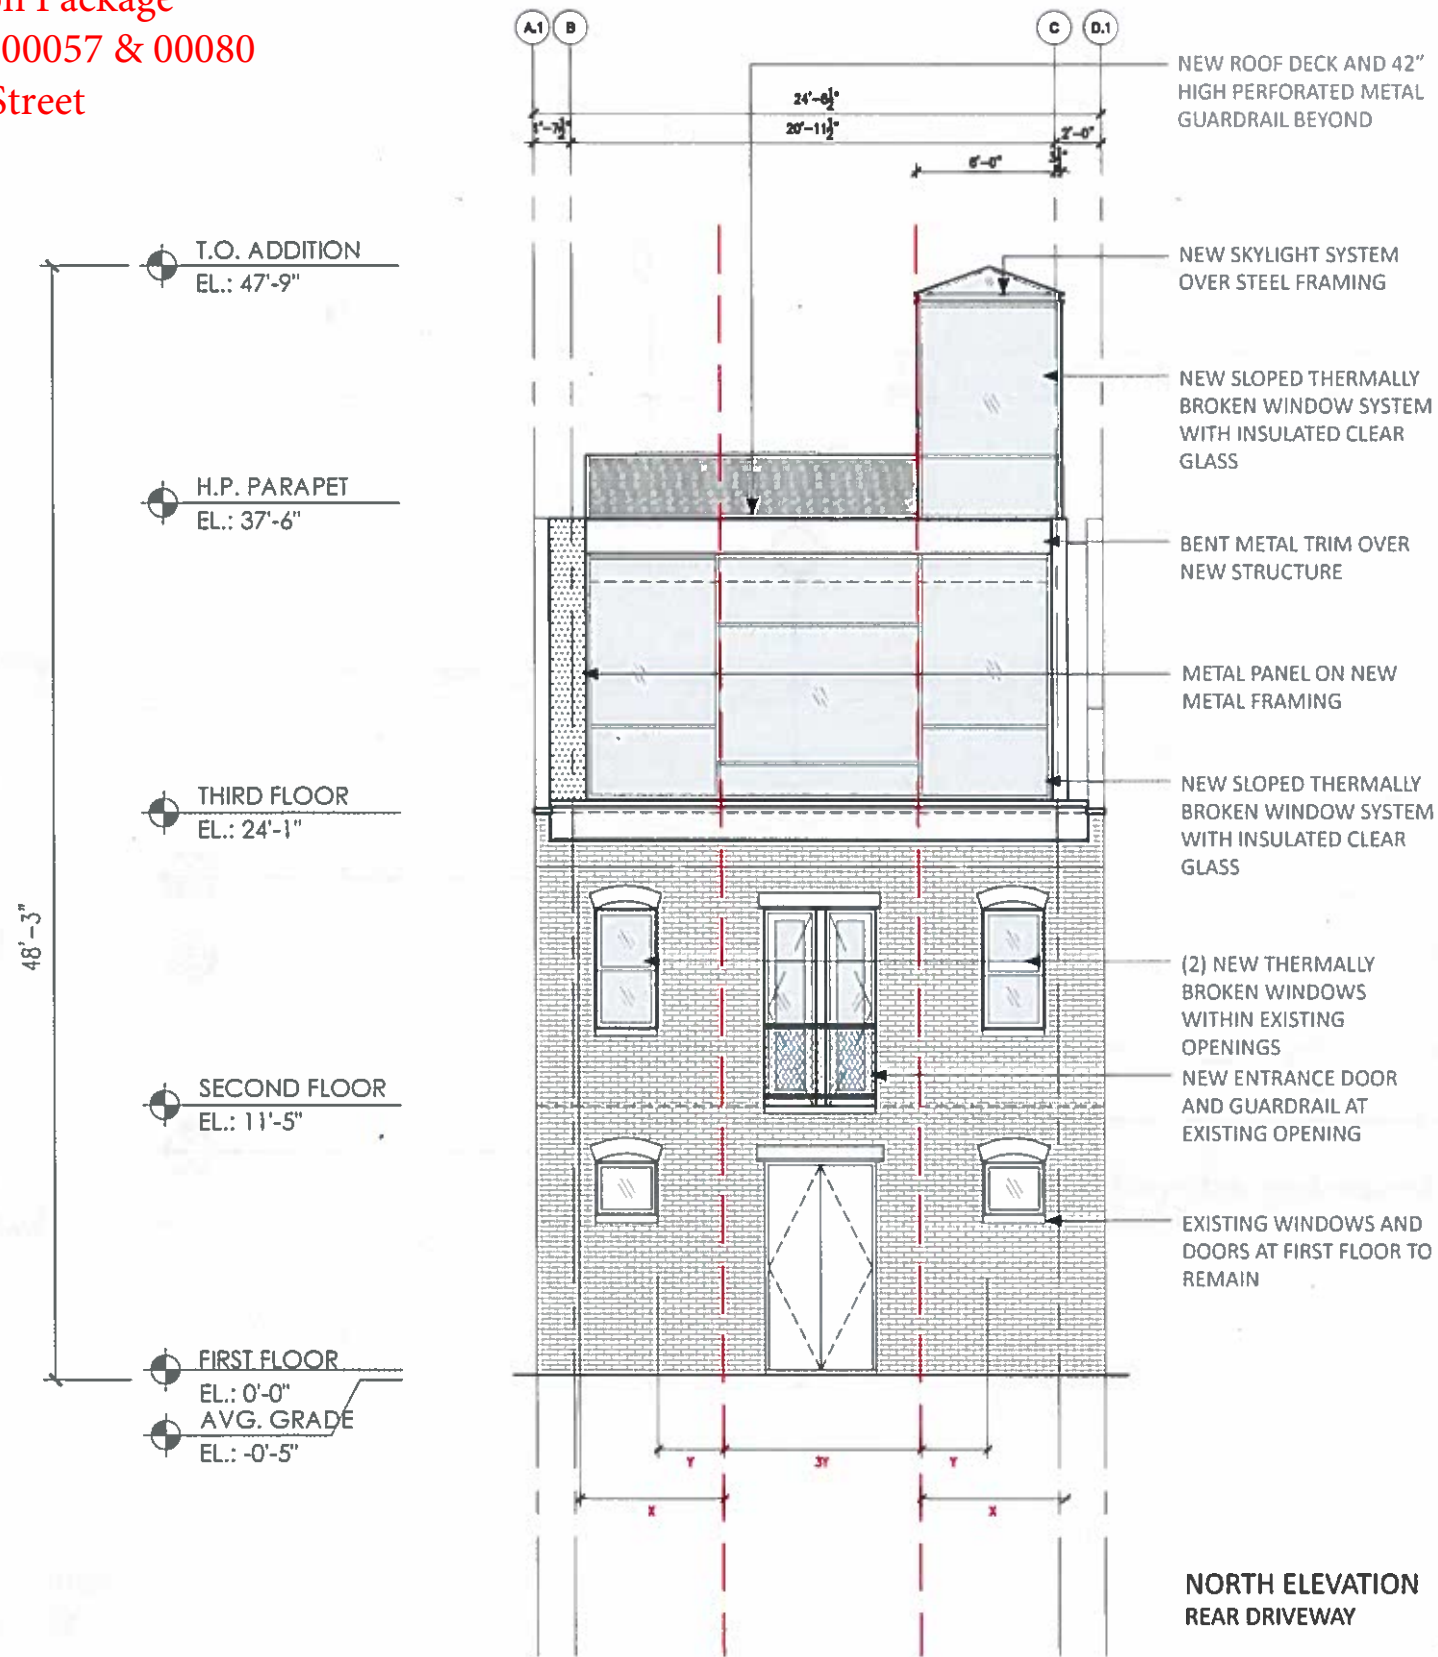 on Package
00057 & 00080
Street
A.1
B
C
D.1
24'-6½"
1'-7½"
20'-11½"
2'-0"
6'-0"
NEW ROOF DECK AND 42"
HIGH PERFORATED METAL
GUARDRAIL BEYOND
T.O. ADDITION
EL.: 47'-9"
NEW SKYLIGHT SYSTEM
OVER STEEL FRAMING
NEW SLOPED THERMALLY
BROKEN WINDOW SYSTEM
WITH INSULATED CLEAR
GLASS
H.P. PARAPET
EL.: 37'-6"
BENT METAL TRIM OVER
NEW STRUCTURE
METAL PANEL ON NEW
METAL FRAMING
THIRD FLOOR
EL.: 24'-1"
NEW SLOPED THERMALLY
BROKEN WINDOW SYSTEM
WITH INSULATED CLEAR
GLASS
48'-3"
(2) NEW THERMALLY
BROKEN WINDOWS
WITHIN EXISTING
OPENINGS
SECOND FLOOR
EL.: 11'-5"
NEW ENTRANCE DOOR
AND GUARDRAIL AT
EXISTING OPENING
EXISTING WINDOWS AND
DOORS AT FIRST FLOOR TO
REMAIN
FIRST FLOOR
EL.: 0'-0"
AVG. GRADE
EL.: -0'-5"
Y
3Y
Y
X
X
NORTH ELEVATION
REAR DRIVEWAY